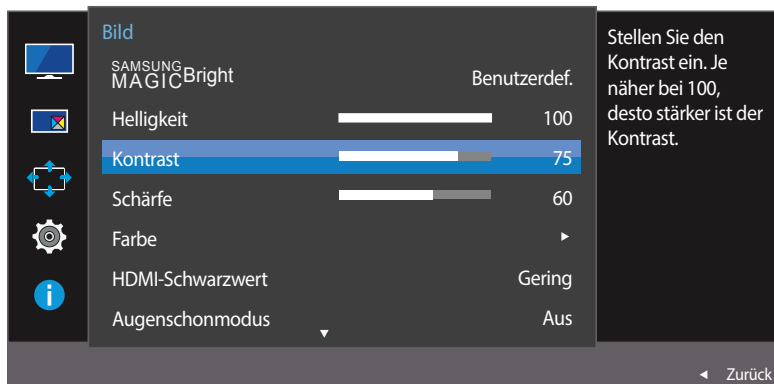 Bild
SAMSUNG
MAGICBright Benutzerdef.
Helligkeit 100
Kontrast 75
Schärfe 60
Farbe ►
HDMI-Schwarzwert Gering
Augenschonmodus Aus
▼
Stellen Sie den
Kontrast ein. Je
näher bei 100,
desto stärker ist der
Kontrast.
◄ Zurück